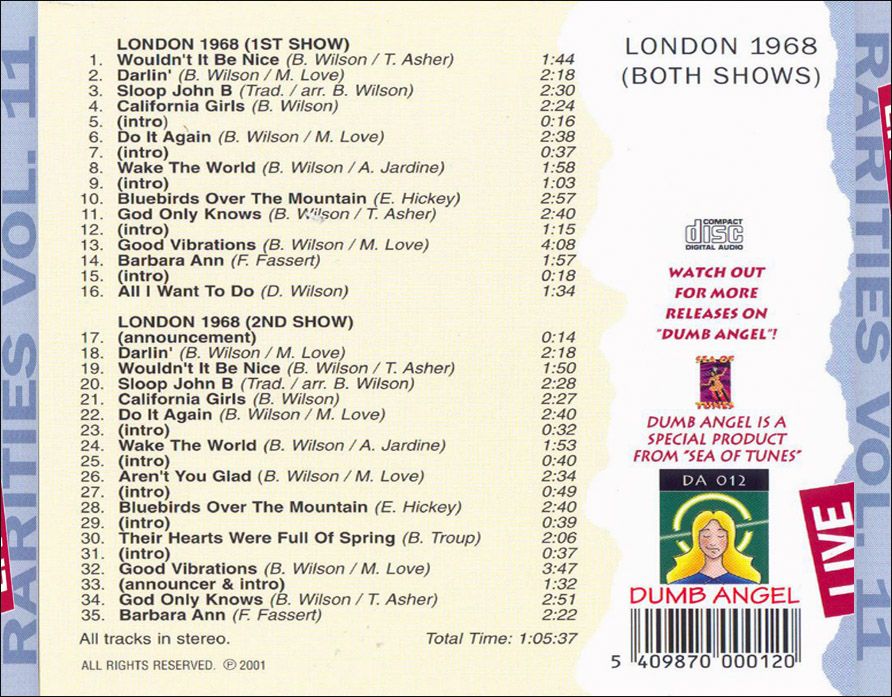 RARITIES VOL. 11
LONDON 1968 (1ST SHOW)
1. Wouldn't It Be Nice (B. Wilson / T. Asher) 1:44
2. Darlin' (B. Wilson / M. Love) 2:18
3. Sloop John B (Trad. / arr. B. Wilson) 2:30
4. California Girls (B. Wilson) 2:24
5. (intro) 0:16
6. Do It Again (B. Wilson / M. Love) 2:38
7. (intro) 0:37
8. Wake The World (B. Wilson / A. Jardine) 1:58
9. (intro) 1:03
10. Bluebirds Over The Mountain (E. Hickey) 2:57
11. God Only Knows (B. Wilson / T. Asher) 2:40
12. (intro) 1:15
13. Good Vibrations (B. Wilson / M. Love) 4:08
14. Barbara Ann (F. Fassert) 1:57
15. (intro) 0:18
16. All I Want To Do (D. Wilson) 1:34
LONDON 1968 (2ND SHOW)
17. (announcement) 0:14
18. Darlin' (B. Wilson / M. Love) 2:18
19. Wouldn't It Be Nice (B. Wilson / T. Asher) 1:50
20. Sloop John B (Trad. / arr. B. Wilson) 2:28
21. California Girls (B. Wilson) 2:27
22. Do It Again (B. Wilson / M. Love) 2:40
23. (intro) 0:32
24. Wake The World (B. Wilson / A. Jardine) 1:53
25. (intro) 0:40
26. Aren't You Glad (B. Wilson / M. Love) 2:34
27. (intro) 0:49
28. Bluebirds Over The Mountain (E. Hickey) 2:40
29. (intro) 0:39
30. Their Hearts Were Full Of Spring (B. Troup) 2:06
31. (intro) 0:37
32. Good Vibrations (B. Wilson / M. Love) 3:47
33. (announcer & intro) 1:32
34. God Only Knows (B. Wilson / T. Asher) 2:51
35. Barbara Ann (F. Fassert) 2:22
All tracks in stereo. Total Time: 1:05:37
ALL RIGHTS RESERVED. ℗ 2001
LONDON 1968
(BOTH SHOWS)
COMPACT
disc
DIGITAL AUDIO
WATCH OUT
FOR MORE
RELEASES ON
"DUMB ANGEL"!
SEA OF
TUNES
DUMB ANGEL IS A
SPECIAL PRODUCT
FROM "SEA OF TUNES"
DA 012
DUMB ANGEL
5 409870 000120
LIVE
RARITIES VOL. 11